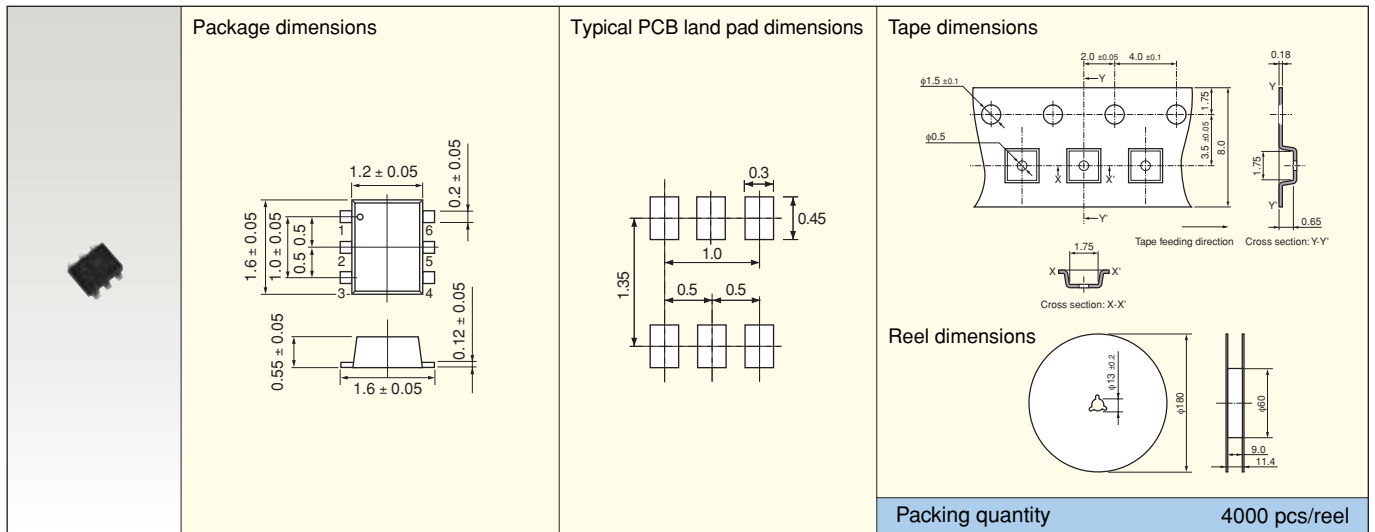 Package dimensions
1.2 ± 0.05
0.2 ± 0.05
1.6 ± 0.05
1.0 ± 0.05
0.5 0.5
1
2
3
6
5
4
0.55 ± 0.05
0.12 ± 0.05
1.6 ± 0.05
Typical PCB land pad dimensions
0.3
0.45
1.0
1.35
0.5 0.5
Tape dimensions
2.0 ±0.05
4.0 ±0.1
0.18
φ1.5 ±0.1
Y
1.75
Y
φ0.5
3.5 ±0.05
8.0
1.75
X X'
Y'
Y'
0.65
Tape feeding direction
Cross section: Y-Y'
1.75
X X'
Cross section: X-X'
Reel dimensions
φ13 ±0.2
φ180
φ60
9.0
11.4
Packing quantity 4000 pcs/reel